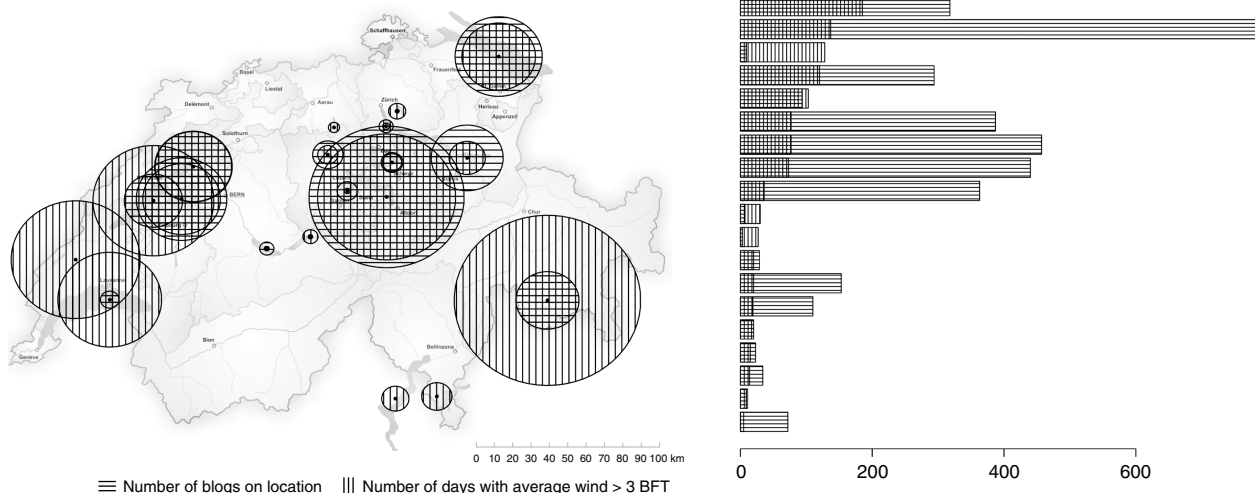 Schaffhausen
Basel
Frauenfeld
Liestal
Delémont
Aarau
Zürich
Herisau
Appenzell
Solothurn
BERN
Chur
Altdorf
Lausanne
Sion
Bellinzona
Genève
0 10 20 30 40 50 60 70 80 90 100 km
Number of blogs on location Number of days with average wind > 3 BFT
0 200 400 600